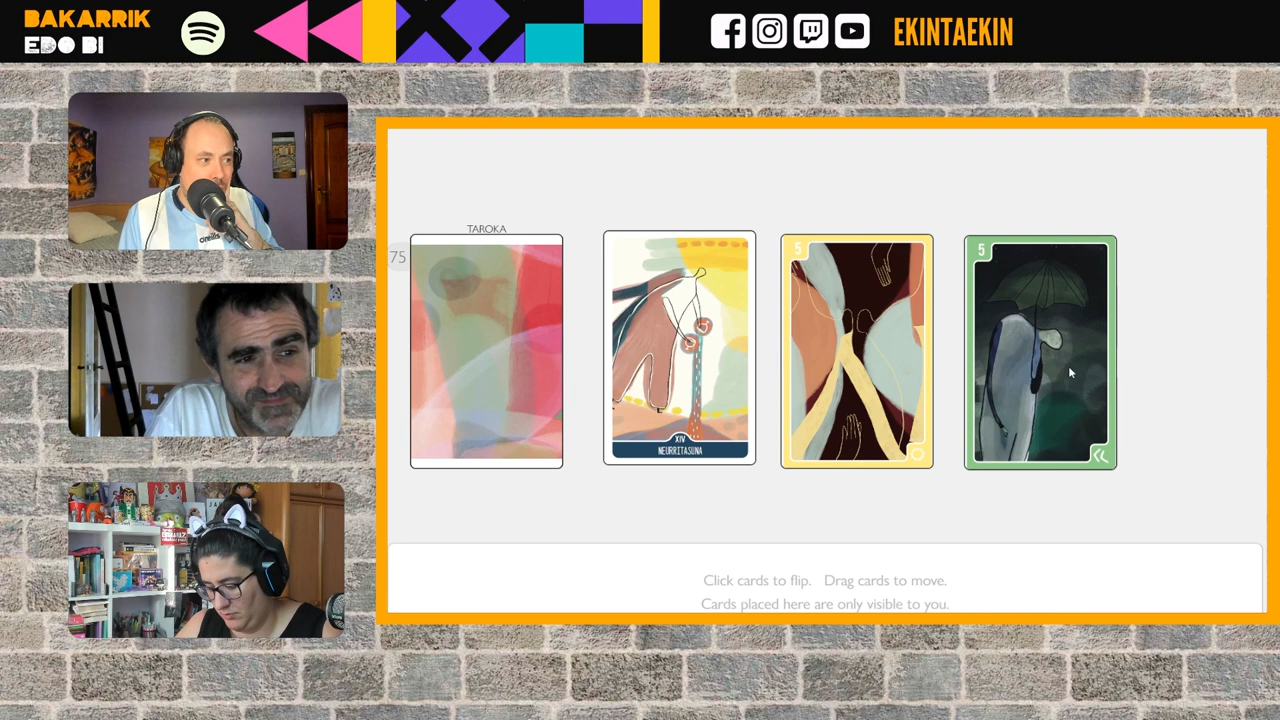 BAKARRIK
EDO BI
EKINTAEKIN
TAROKA
75
XIV
NEURRITASUNA
5
5
Click cards to flip. Drag cards to move.
Cards placed here are only visible to you.
O'NEILL